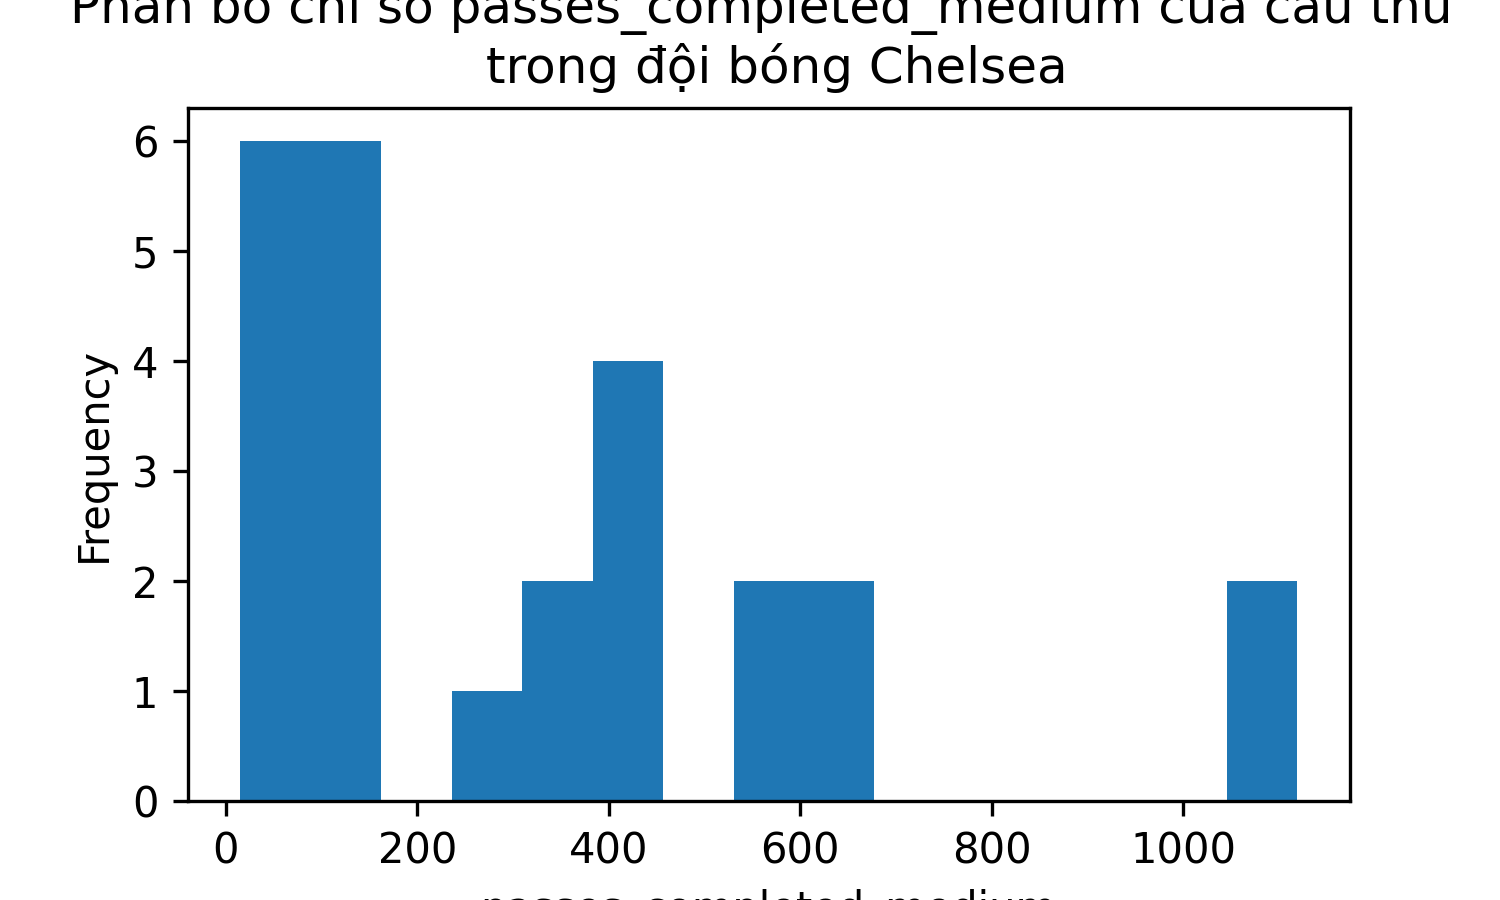 Phân bố chỉ số passes_completed_medium của cầu thủ
trong đội bóng Chelsea
6
5
4
3
2
1
0
Frequency
0 200 400 600 800 1000
passes_completed_medium